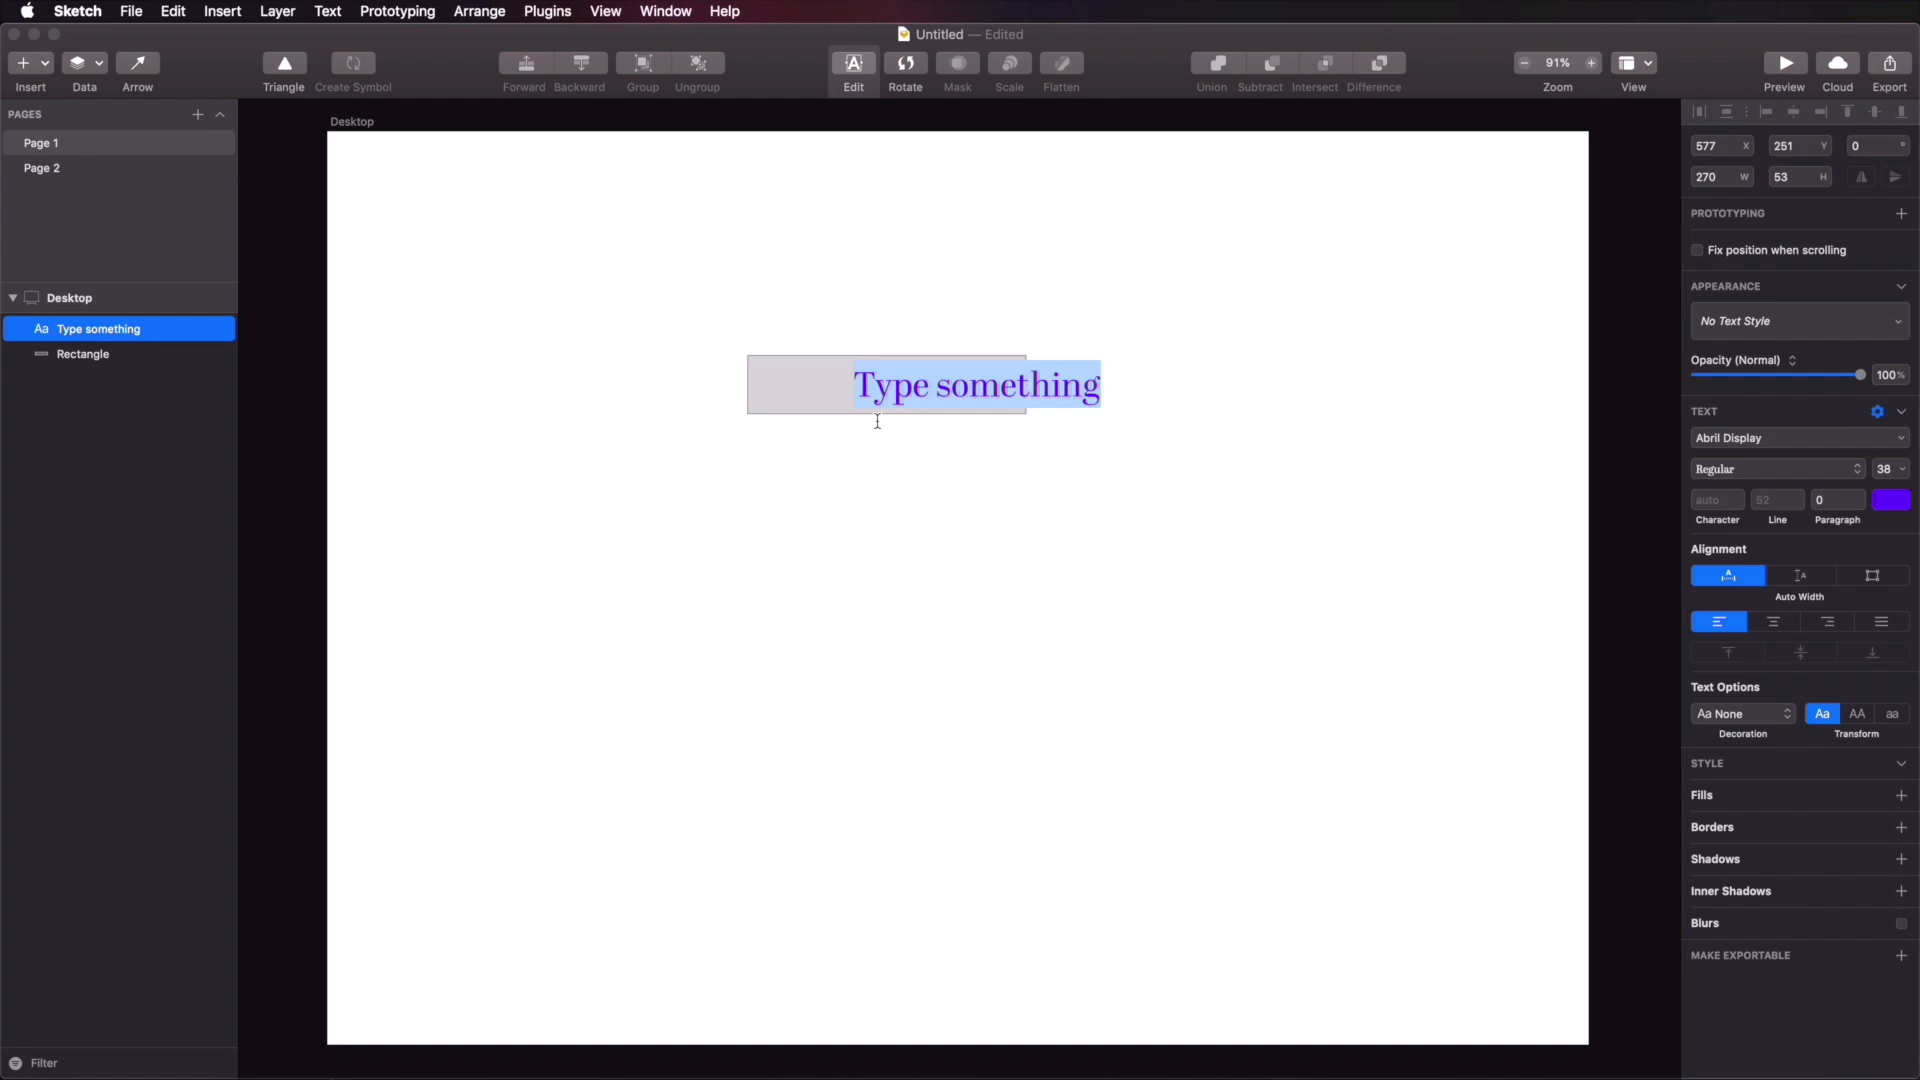 Sketch File Edit Insert Layer Text Prototyping Arrange Plugins View Window Help
Untitled — Edited
91%
Insert Data Arrow Triangle Create Symbol Forward Backward Group Ungroup Edit Rotate Mask Scale Flatten Union Subtract Intersect Difference Zoom View Preview Cloud Export
PAGES
Page 1
Page 2
Desktop
Aa Type something
Rectangle
Filter
Desktop
Type something
577 X 251 Y 0 °
270 W 53 H
PROTOTYPING
Fix position when scrolling
APPEARANCE
No Text Style
Opacity (Normal)
100%
TEXT
Abril Display
Regular 38
auto 52 0
Character Line Paragraph
Alignment
Auto Width
Text Options
Aa None Aa AA aa
Decoration Transform
STYLE
Fills
Borders
Shadows
Inner Shadows
Blurs
MAKE EXPORTABLE